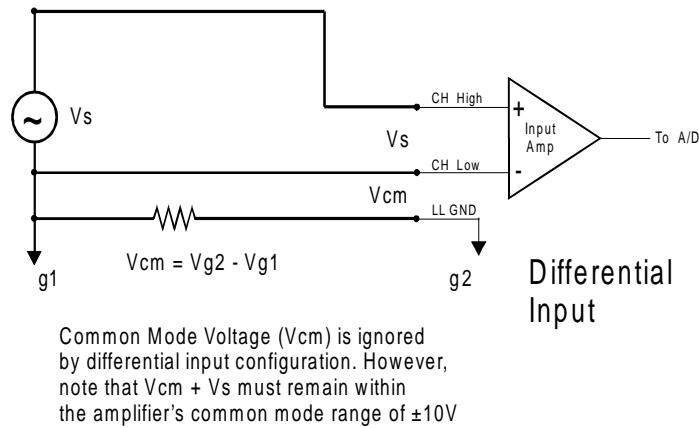 Vs
CH High
+
Input
Amp
To A/D
Vs
CH Low
-
Vcm
LL GND
Vcm = Vg2 - Vg1
g1
g2
Differential
Input
Common Mode Voltage (Vcm) is ignored
by differential input configuration. However,
note that Vcm + Vs must remain within
the amplifier's common mode range of ±10V